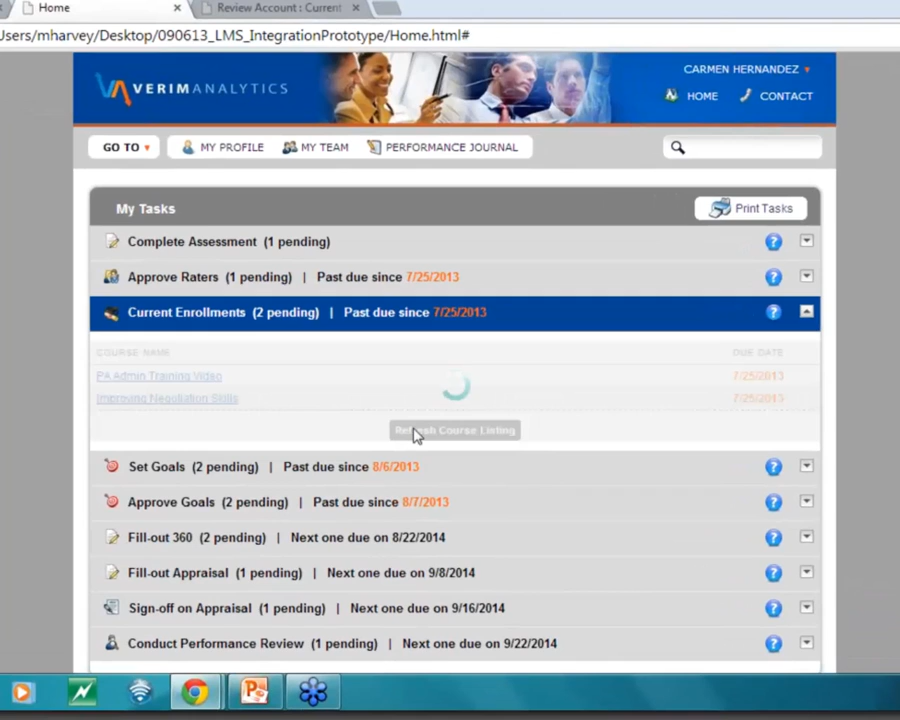 Home
Review Account : Current
Users/mharvey/Desktop/090613_LMS_IntegrationPrototype/Home.html#
VERIMANALYTICS
CARMEN HERNANDEZ
HOME
CONTACT
GO TO
MY PROFILE
MY TEAM
PERFORMANCE JOURNAL
My Tasks
Print Tasks
Complete Assessment (1 pending)
Approve Raters (1 pending) | Past due since 7/25/2013
Current Enrollments (2 pending) | Past due since 7/25/2013
COURSE NAME
DUE DATE
PA Admin Training Video
7/25/2013
Improving Negotiation Skills
7/25/2013
Refresh Course Listing
Set Goals (2 pending) | Past due since 8/6/2013
Approve Goals (2 pending) | Past due since 8/7/2013
Fill-out 360 (2 pending) | Next one due on 8/22/2014
Fill-out Appraisal (1 pending) | Next one due on 9/8/2014
Sign-off on Appraisal (1 pending) | Next one due on 9/16/2014
Conduct Performance Review (1 pending) | Next one due on 9/22/2014